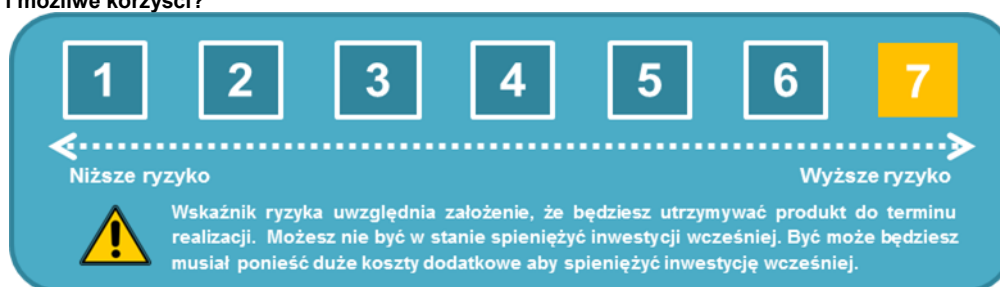 i możliwe korzyści?
1 2 3 4 5 6 7
Niższe ryzyko Wyższe ryzyko
Wskaźnik ryzyka uwzględnia założenie, że będziesz utrzymywać produkt do terminu
realizacji. Możesz nie być w stanie spieniężyć inwestycji wcześniej. Być może będziesz
musiał ponieść duże koszty dodatkowe aby spieniężyć inwestycję wcześniej.